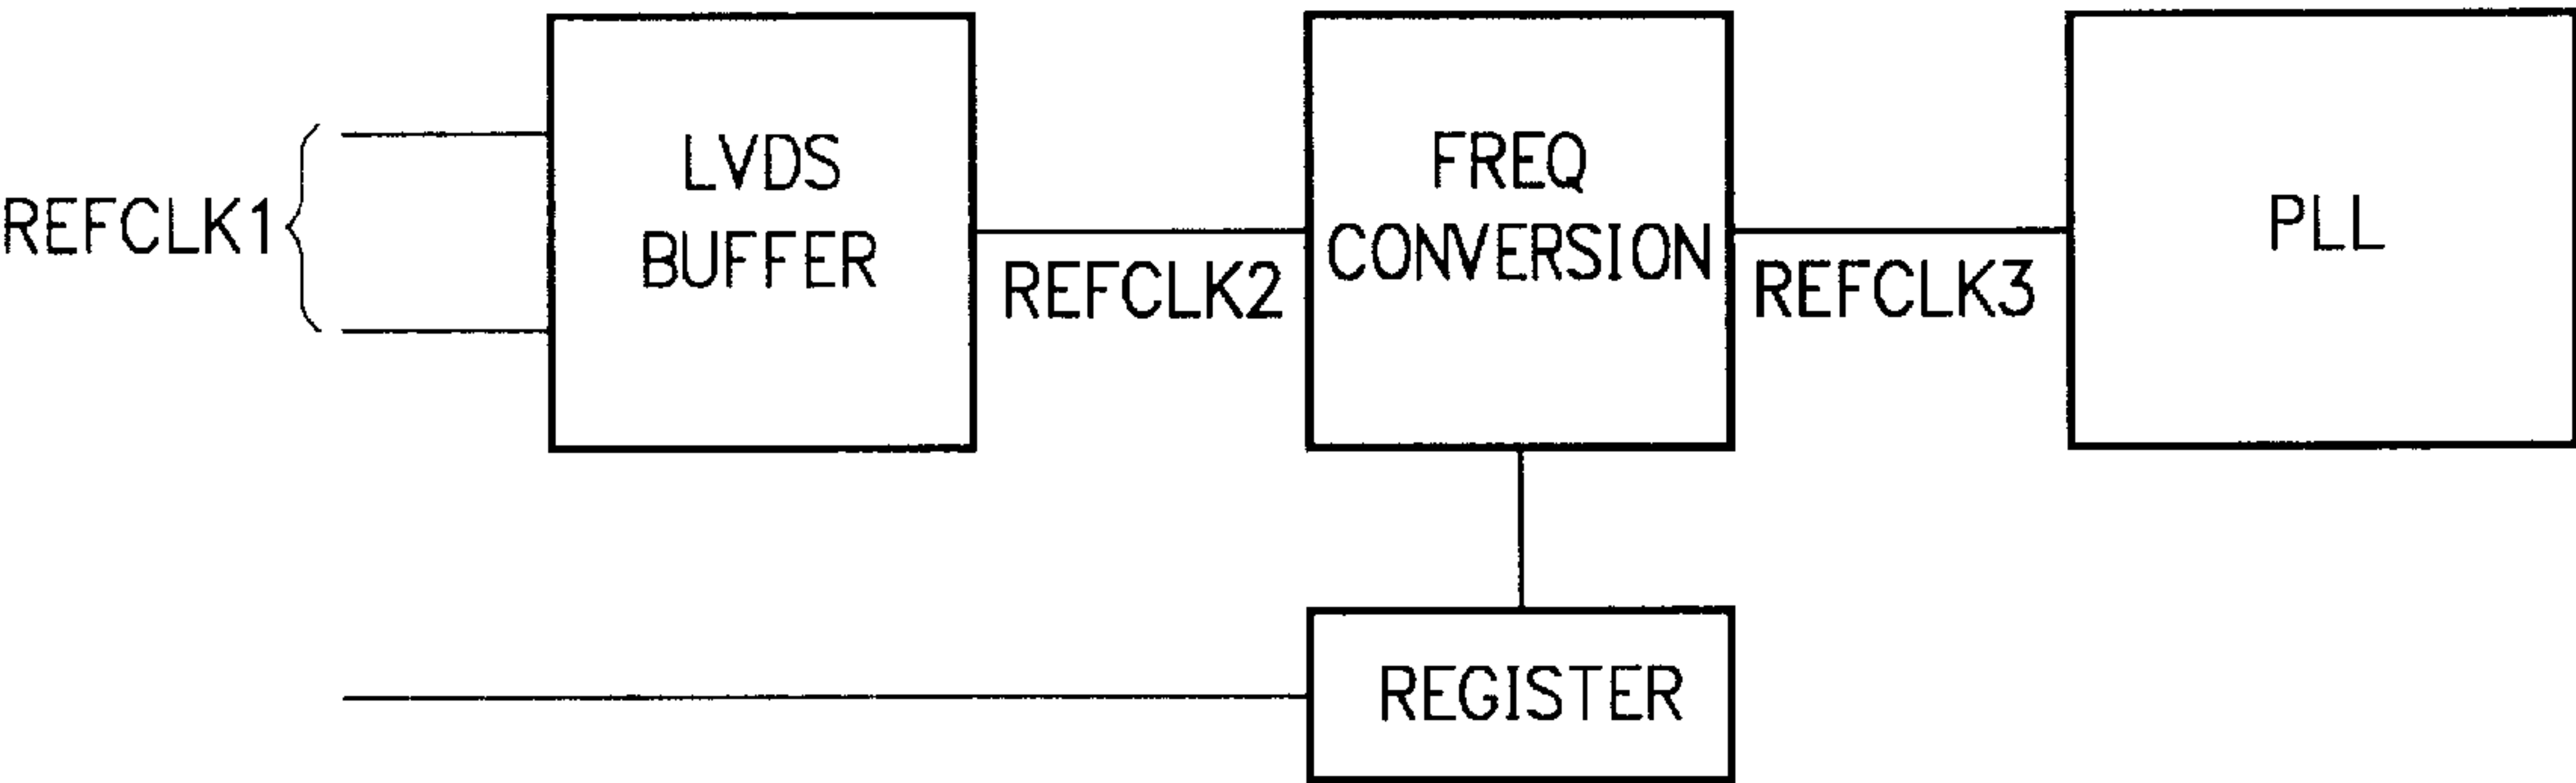 REFCLK1
LVDS
BUFFER
REFCLK2
FREQ
CONVERSION
REFCLK3
PLL
REGISTER